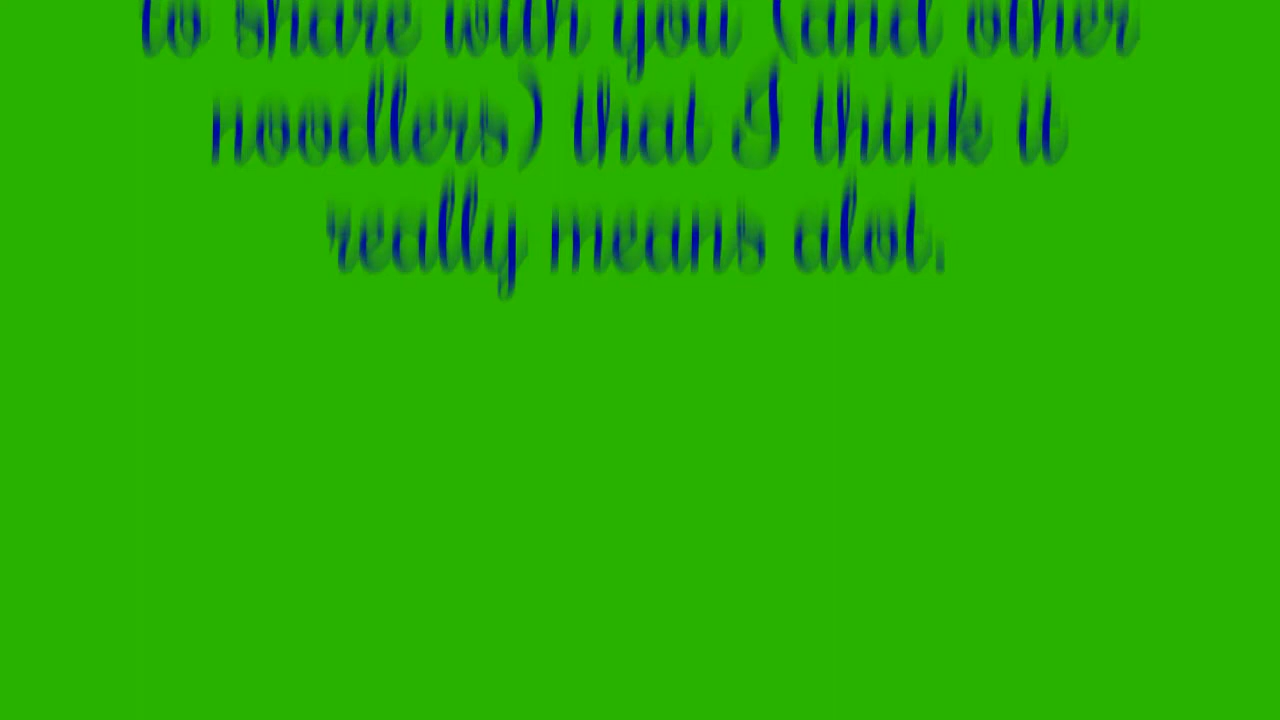 to share with you (and other
noodlers) that I think it
really means alot.